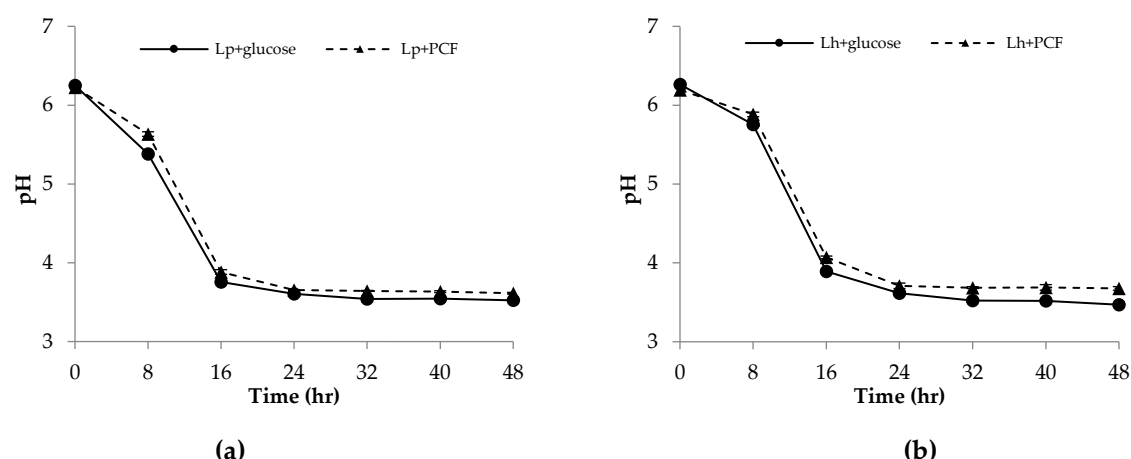 Lp+glucose Lp+PCF
7
6
5
4
3
pH
0 8 16 24 32 40 48
Time (hr)
(a)
Lh+glucose Lh+PCF
7
6
5
4
3
pH
0 8 16 24 32 40 48
Time (hr)
(b)